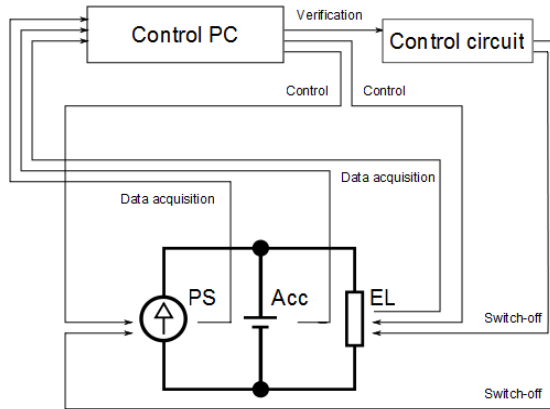 Verification
Control PC
Control circuit
Control
Control
Data acquisition
Data acquisition
PS
Acc
EL
Switch-off
Switch-off